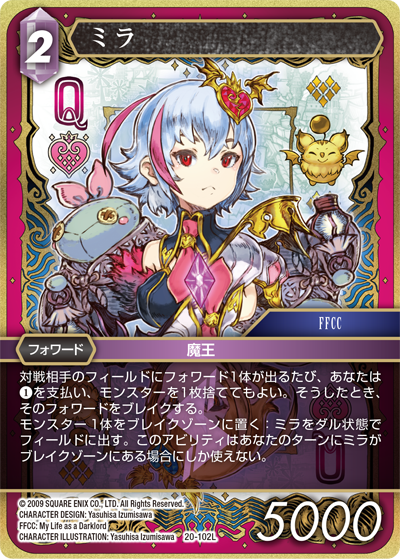 2
ミラ
Q
FFCC
フォワード
魔王
対戦相手のフィールドにフォワード1体が出るたび、あなたは
❶を支払い、モンスターを1枚捨ててもよい。そうしたとき、
そのフォワードをブレイクする。
モンスター1体をブレイクゾーンに置く:ミラをダル状態で
フィールドに出す。このアビリティはあなたのターンにミラが
ブレイクゾーンにある場合にしか使えない。
© 2009 SQUARE ENIX CO., LTD. All Rights Reserved.
CHARACTER DESIGN: Yasuhisa Izumisawa
FFCC: My Life as a Darklord
CHARACTER ILLUSTRATION: Yasuhisa Izumisawa
20-102L
5000